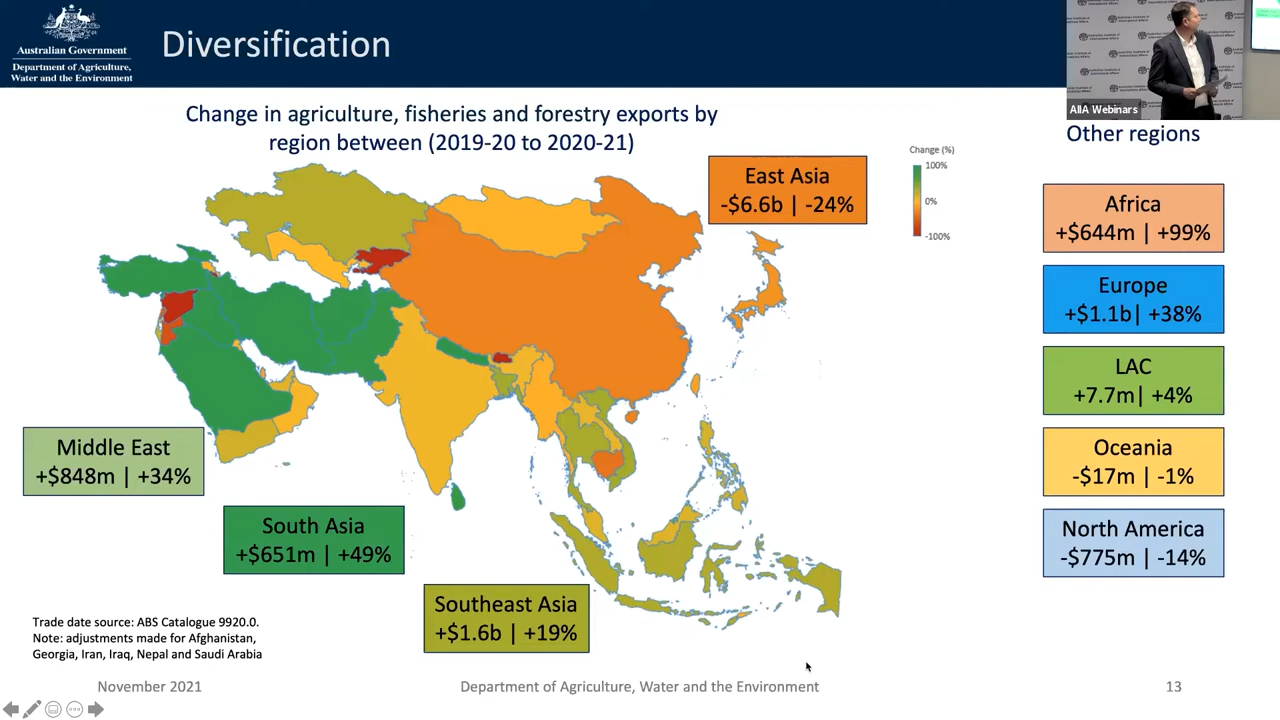 Australian Government
Department of Agriculture,
Water and the Environment
Diversification
AIIA Webinars
Change in agriculture, fisheries and forestry exports by
region between (2019-20 to 2020-21)
Change (%)
100%
0%
-100%
East Asia
-$6.6b | -24%
Middle East
+$848m | +34%
South Asia
+$651m | +49%
Southeast Asia
+$1.6b | +19%
Other regions
Africa
+$644m | +99%
Europe
+$1.1b| +38%
LAC
+7.7m| +4%
Oceania
-$17m | -1%
North America
-$775m | -14%
Trade date source: ABS Catalogue 9920.0.
Note: adjustments made for Afghanistan,
Georgia, Iran, Iraq, Nepal and Saudi Arabia
November 2021
Department of Agriculture, Water and the Environment
13